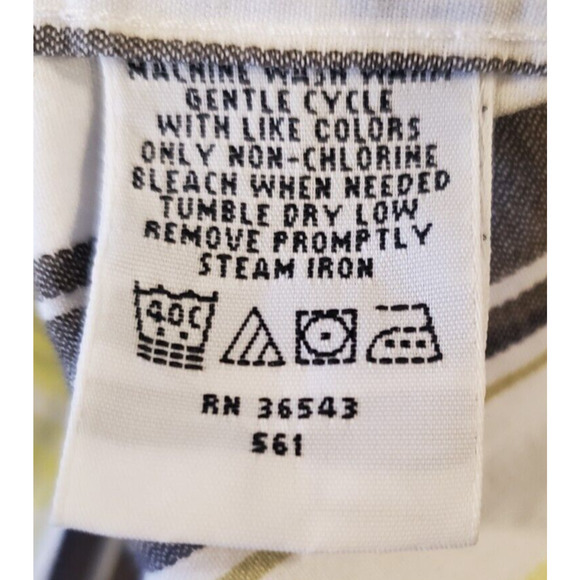 MACHINE WASH WARM
GENTLE CYCLE
WITH LIKE COLORS
ONLY NON-CHLORINE
BLEACH WHEN NEEDED
TUMBLE DRY LOW
REMOVE PROMPTLY
STEAM IRON
40C
RN 36543
561